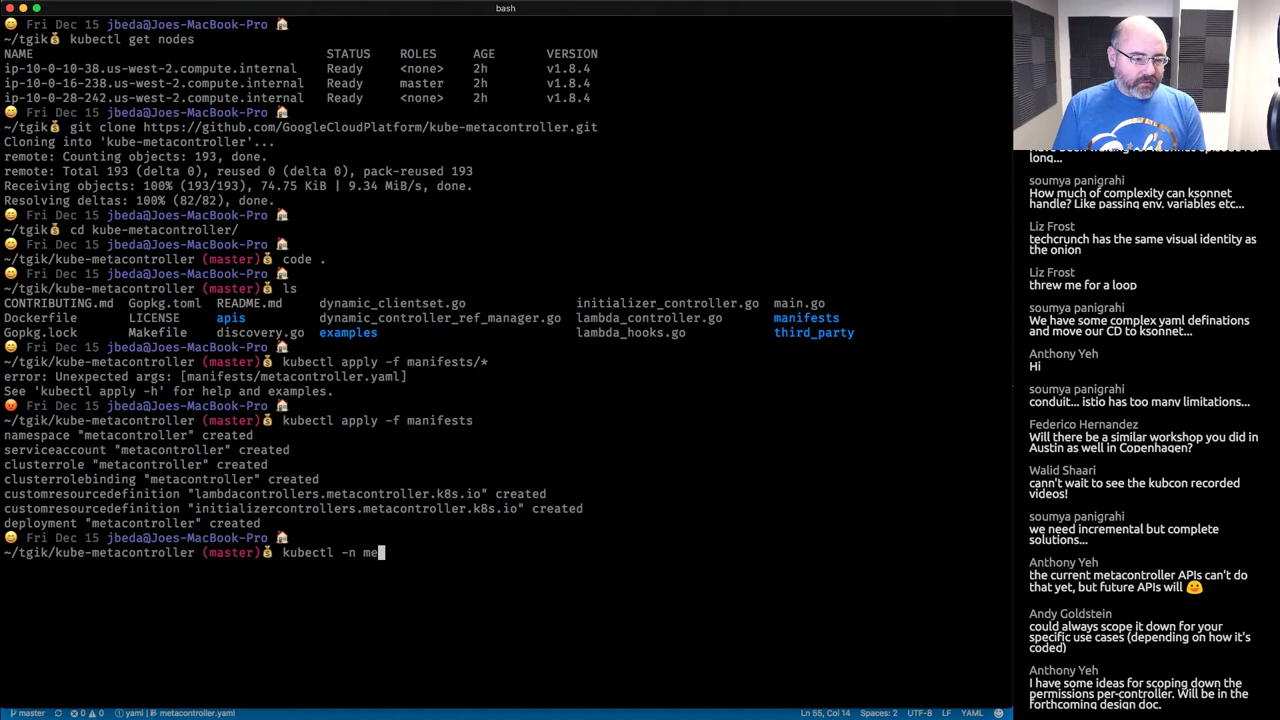 bash
Fri Dec 15 jbeda@Joes-MacBook-Pro
~/tgik kubectl get nodes
NAME STATUS ROLES AGE VERSION
ip-10-0-10-38.us-west-2.compute.internal Ready <none> 2h v1.8.4
ip-10-0-16-238.us-west-2.compute.internal Ready master 2h v1.8.4
ip-10-0-28-242.us-west-2.compute.internal Ready <none> 2h v1.8.4
Fri Dec 15 jbeda@Joes-MacBook-Pro
~/tgik git clone https://github.com/GoogleCloudPlatform/kube-metacontroller.git
Cloning into 'kube-metacontroller'...
remote: Counting objects: 193, done.
remote: Total 193 (delta 0), reused 0 (delta 0), pack-reused 193
Receiving objects: 100% (193/193), 74.75 KiB | 9.34 MiB/s, done.
Resolving deltas: 100% (82/82), done.
Fri Dec 15 jbeda@Joes-MacBook-Pro
~/tgik cd kube-metacontroller/
Fri Dec 15 jbeda@Joes-MacBook-Pro
~/tgik/kube-metacontroller (master) code .
Fri Dec 15 jbeda@Joes-MacBook-Pro
~/tgik/kube-metacontroller (master) ls
CONTRIBUTING.md Gopkg.toml README.md dynamic_clientset.go initializer_controller.go main.go
Dockerfile LICENSE apis dynamic_controller_ref_manager.go lambda_controller.go manifests
Gopkg.lock Makefile discovery.go examples lambda_hooks.go third_party
Fri Dec 15 jbeda@Joes-MacBook-Pro
~/tgik/kube-metacontroller (master) kubectl apply -f manifests/*
error: Unexpected args: [manifests/metacontroller.yaml]
See 'kubectl apply -h' for help and examples.
Fri Dec 15 jbeda@Joes-MacBook-Pro
~/tgik/kube-metacontroller (master) kubectl apply -f manifests
namespace "metacontroller" created
serviceaccount "metacontroller" created
clusterrole "metacontroller" created
clusterrolebinding "metacontroller" created
customresourcedefinition "lambdacontrollers.metacontroller.k8s.io" created
customresourcedefinition "initializercontrollers.metacontroller.k8s.io" created
deployment "metacontroller" created
Fri Dec 15 jbeda@Joes-MacBook-Pro
~/tgik/kube-metacontroller (master) kubectl -n me
long...
soumya panigrahi
How much of complexity can ksonnet
handle? Like passing env. variables etc...
Liz Frost
techcrunch has the same visual identity as
the onion
Liz Frost
threw me for a loop
soumya panigrahi
We have some complex yaml definations
and move our CD to ksonnet...
Anthony Yeh
Hi
soumya panigrahi
conduit... istio has too many limitations...
Federico Hernandez
Will there be a similar workshop you did in
Austin as well in Copenhagen?
Walid Shaari
cann't wait to see the kubcon recorded
videos!
soumya panigrahi
we need incremental but complete
solutions...
Anthony Yeh
the current metacontroller APIs can't do
that yet, but future APIs will
Andy Goldstein
could always scope it down for your
specific use cases (depending on how it's
coded)
Anthony Yeh
I have some ideas for scoping down the
permissions per-controller. Will be in the
forthcoming design doc.
master 0 0 yaml metacontroller.yaml Ln 55, Col 14 Spaces: 2 UTF-8 LF YAML